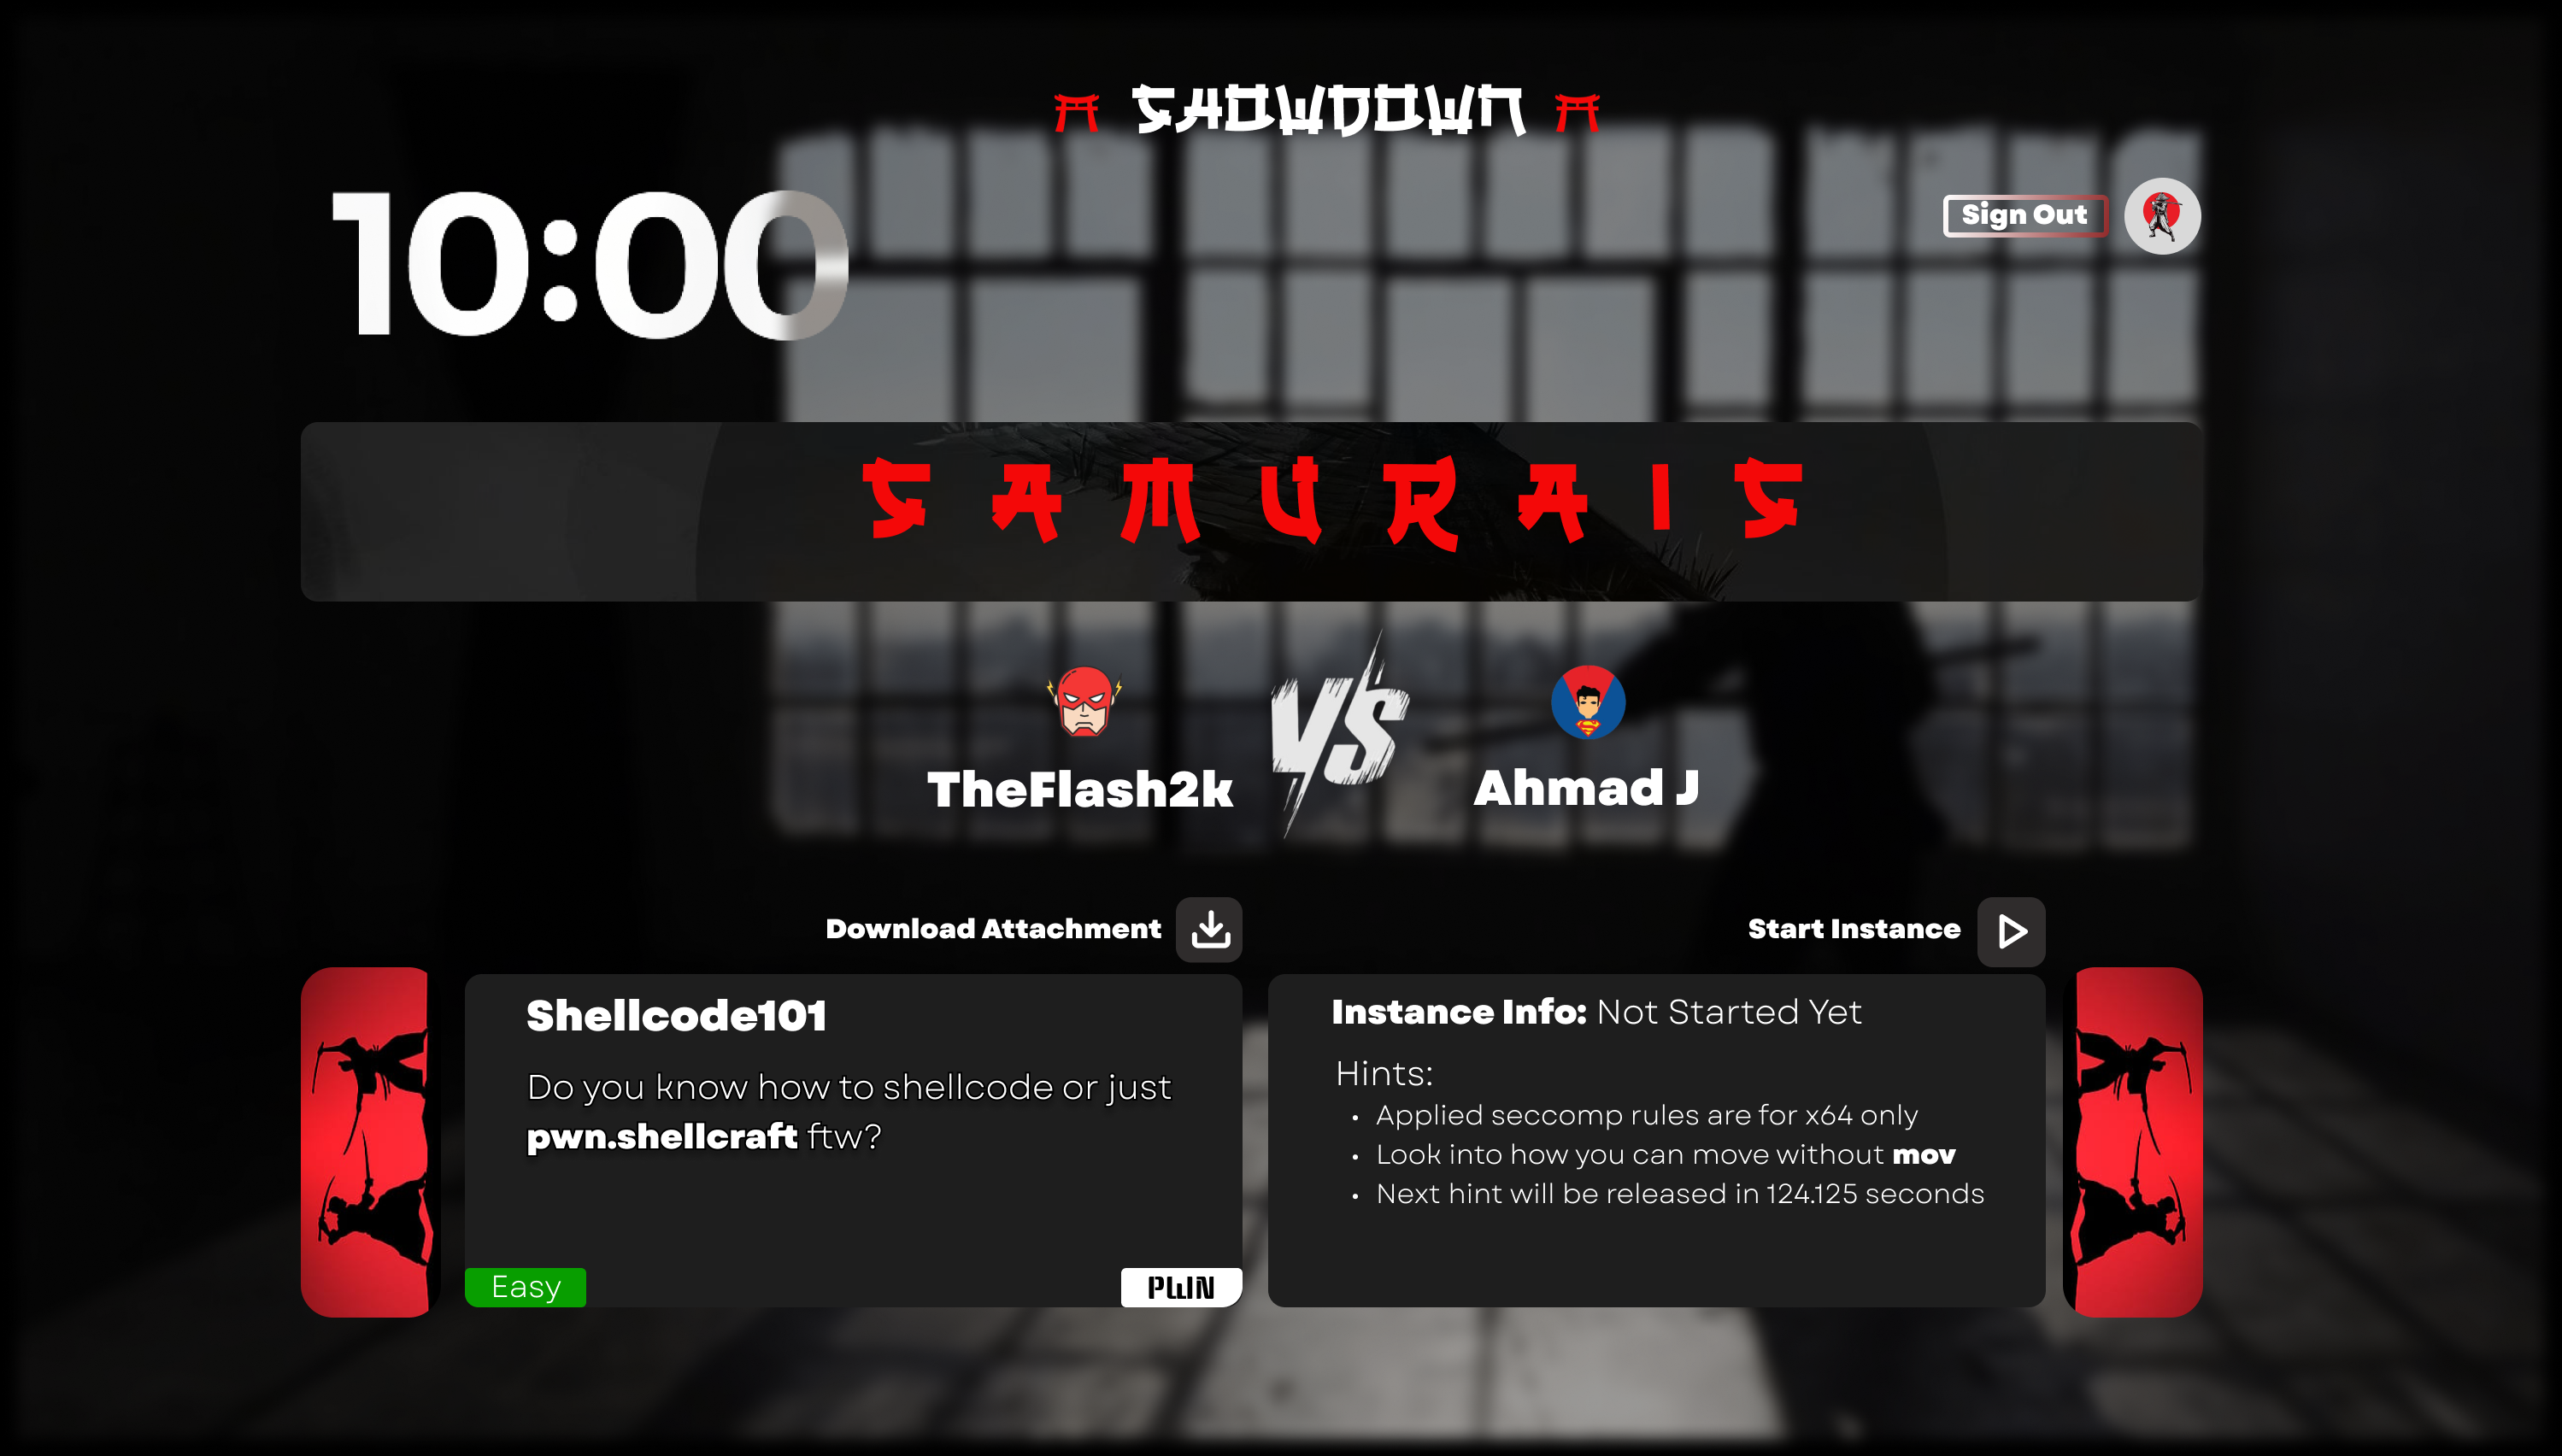 SHOWDOWN
10:00
Sign Out
SAMURAIS
VS
TheFlash2k
Ahmad J
Download Attachment
Start Instance
Shellcode101
Do you know how to shellcode or just
pwn.shellcraft ftw?
Easy
PWN
Instance Info: Not Started Yet
Hints:
• Applied seccomp rules are for x64 only
• Look into how you can move without mov
• Next hint will be released in 124.125 seconds